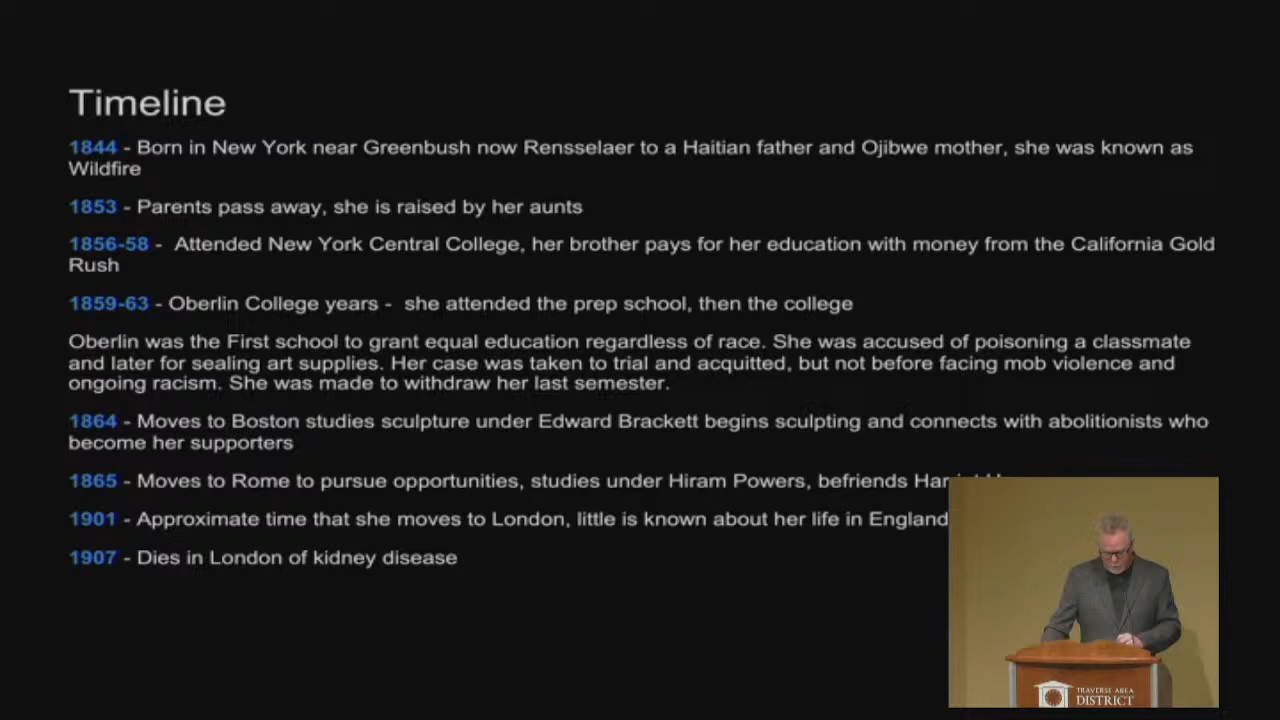 Timeline
1844 - Born in New York near Greenbush now Rensselaer to a Haitian father and Ojibwe mother, she was known as
Wildfire
1853 - Parents pass away, she is raised by her aunts
1856-58 - Attended New York Central College, her brother pays for her education with money from the California Gold
Rush
1859-63 - Oberlin College years - she attended the prep school, then the college
Oberlin was the First school to grant equal education regardless of race. She was accused of poisoning a classmate
and later for sealing art supplies. Her case was taken to trial and acquitted, but not before facing mob violence and
ongoing racism. She was made to withdraw her last semester.
1864 - Moves to Boston studies sculpture under Edward Brackett begins sculpting and connects with abolitionists who
become her supporters
1865 - Moves to Rome to pursue opportunities, studies under Hiram Powers, befriends
1901 - Approximate time that she moves to London, little is known about her life in England
1907 - Dies in London of kidney disease
TRAVERSE AREA
DISTRICT